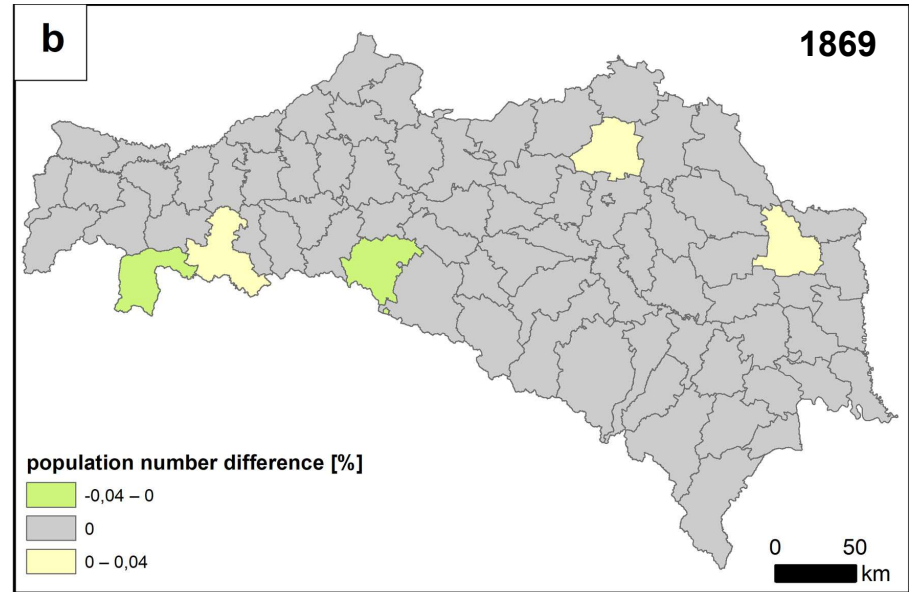 b
1869
population number difference [%]
-0,04 – 0
0
0 – 0,04
0 50
km